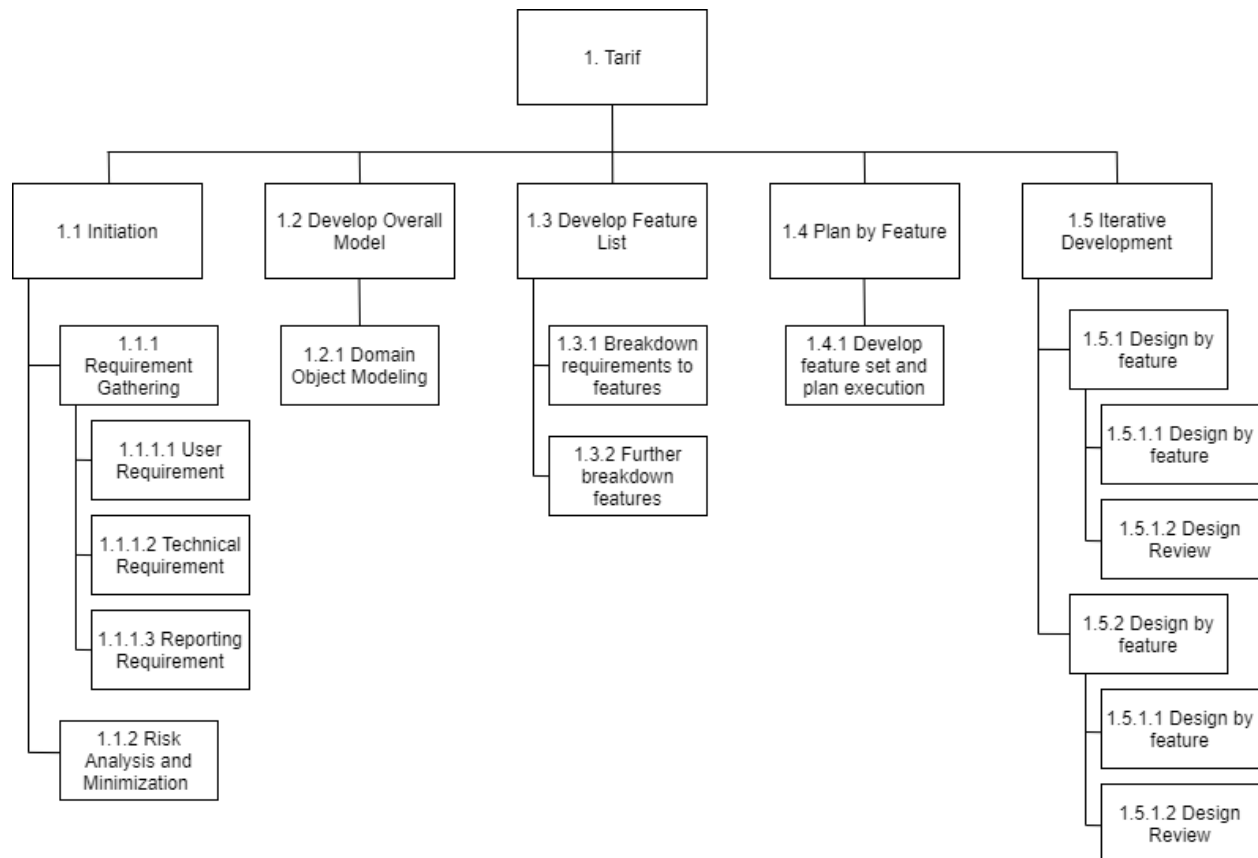 1. Tarif
1.1 Initiation
1.2 Develop Overall
Model
1.3 Develop Feature
List
1.4 Plan by Feature
1.5 Iterative
Development
1.1.1
Requirement
Gathering
1.1.1.1 User
Requirement
1.1.1.2 Technical
Requirement
1.1.1.3 Reporting
Requirement
1.1.2 Risk
Analysis and
Minimization
1.2.1 Domain
Object Modeling
1.3.1 Breakdown
requirements to
features
1.3.2 Further
breakdown
features
1.4.1 Develop
feature set and
plan execution
1.5.1 Design by
feature
1.5.1.1 Design by
feature
1.5.1.2 Design
Review
1.5.2 Design by
feature
1.5.1.1 Design by
feature
1.5.1.2 Design
Review